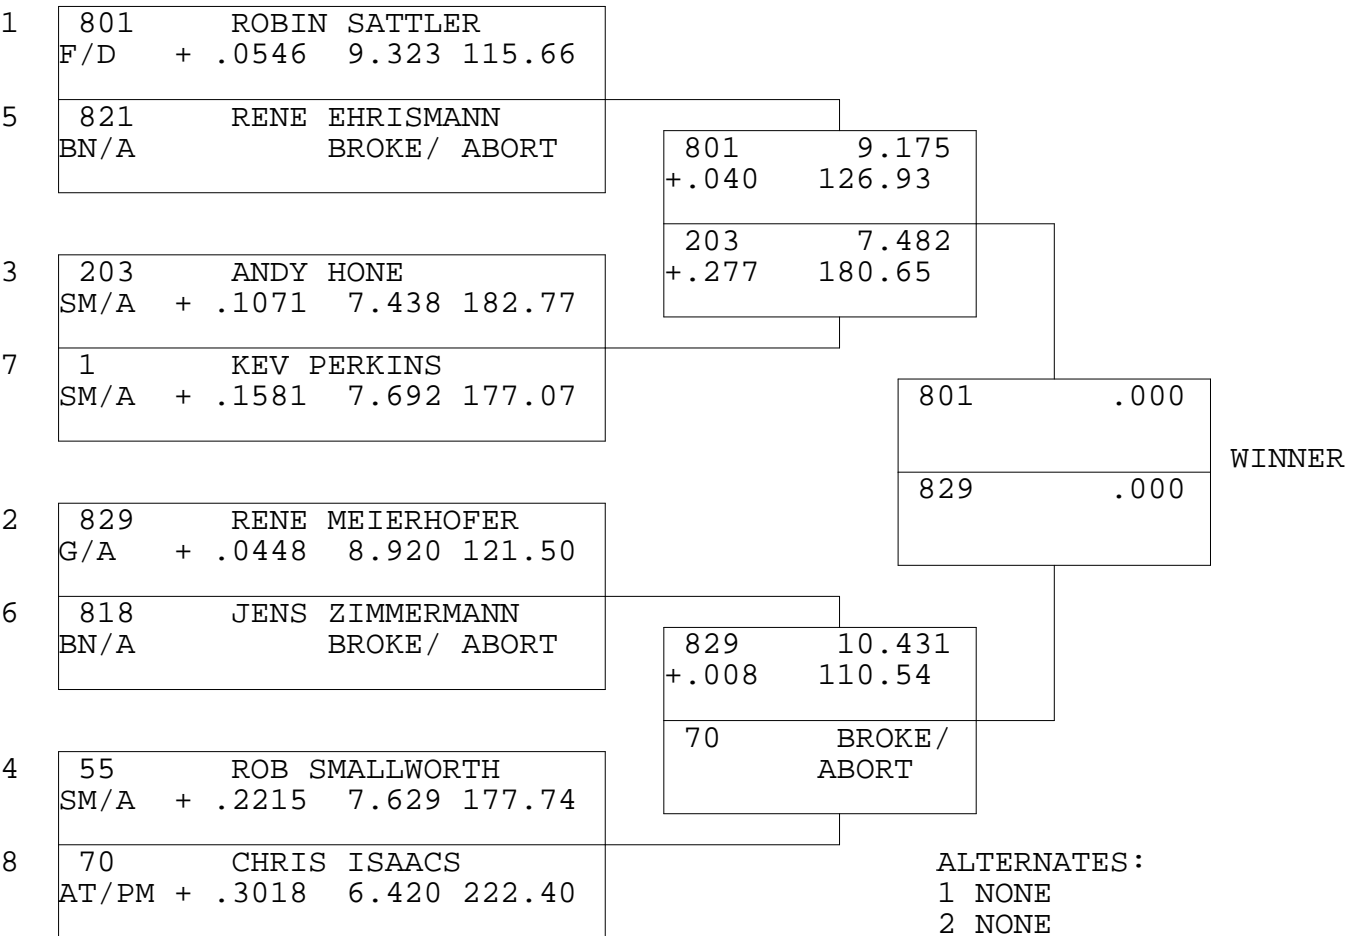 1 801 ROBIN SATTLER
F/D + .0546 9.323 115.66
5 821 RENE EHRISMANN
BN/A BROKE/ ABORT
801 9.175
+.040 126.93
203 7.482
+.277 180.65
3 203 ANDY HONE
SM/A + .1071 7.438 182.77
7 1 KEV PERKINS
SM/A + .1581 7.692 177.07
801 .000
WINNER
829 .000
2 829 RENE MEIERHOFER
G/A + .0448 8.920 121.50
6 818 JENS ZIMMERMANN
BN/A BROKE/ ABORT
829 10.431
+.008 110.54
70 BROKE/
ABORT
4 55 ROB SMALLWORTH
SM/A + .2215 7.629 177.74
8 70 CHRIS ISAACS
AT/PM + .3018 6.420 222.40
ALTERNATES:
1 NONE
2 NONE